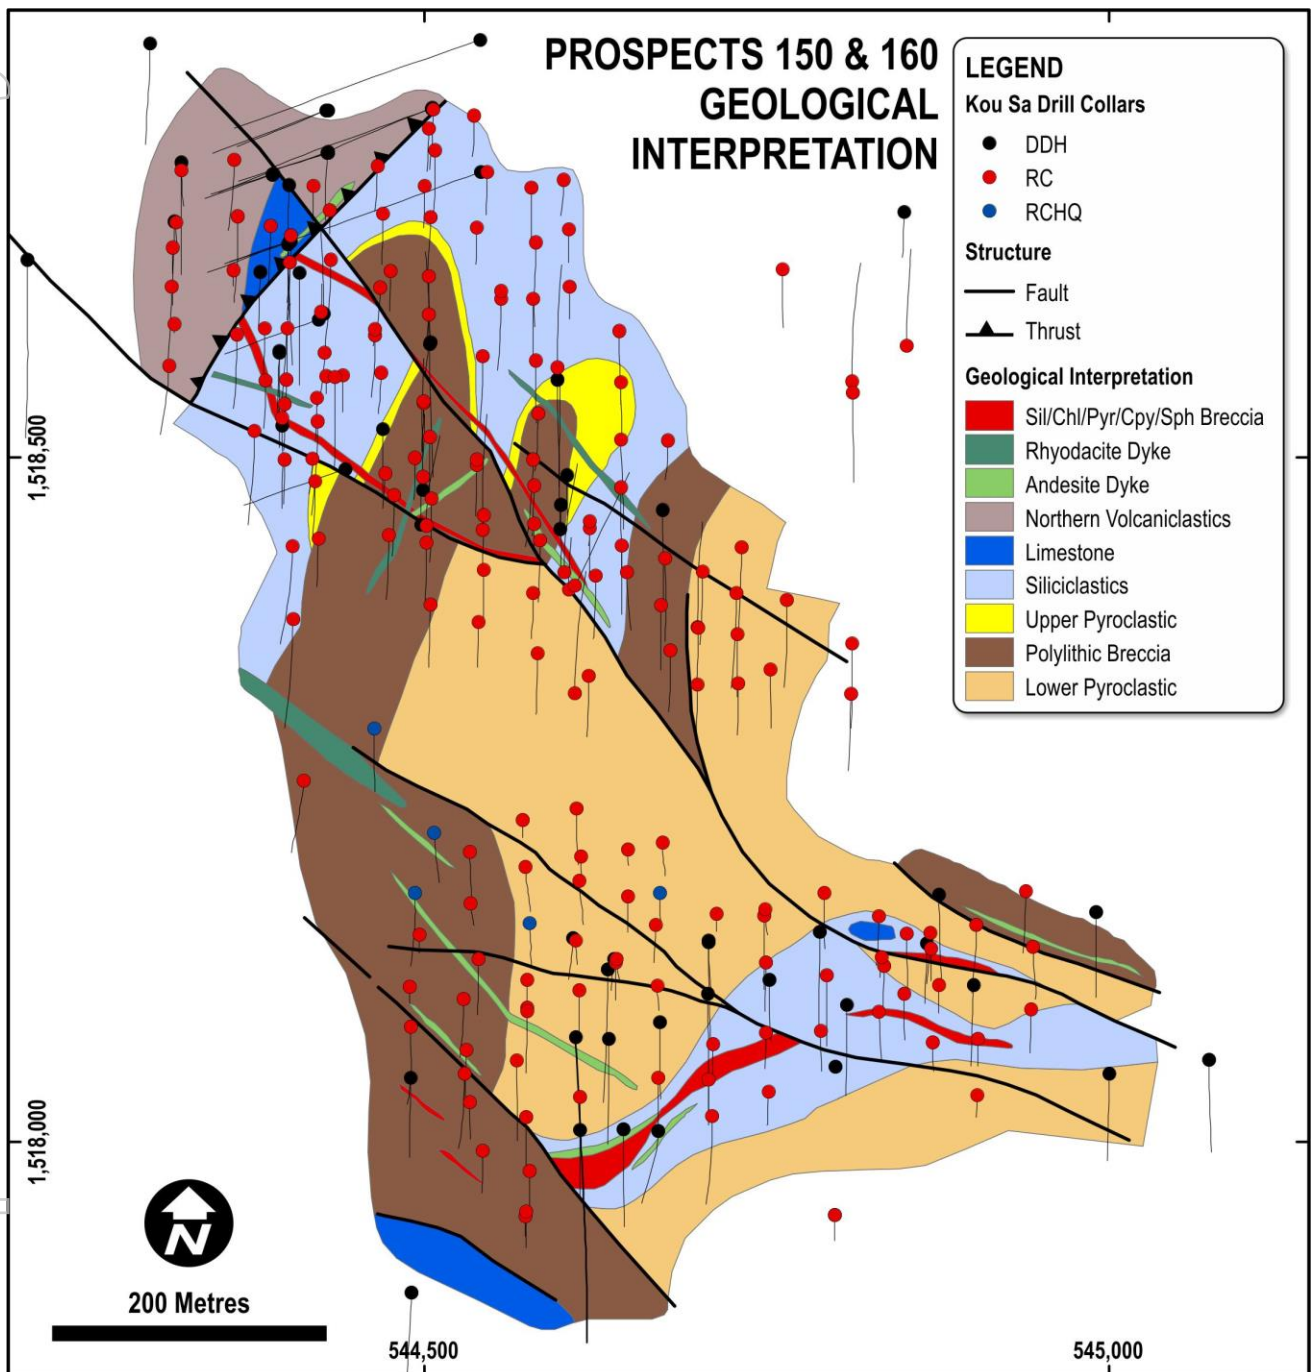 PROSPECTS 150 & 160
GEOLOGICAL
INTERPRETATION
LEGEND
Kou Sa Drill Collars
DDH
RC
RCHQ
Structure
Fault
Thrust
Geological Interpretation
Sil/Chl/Pyr/Cpy/Sph Breccia
Rhyodacite Dyke
Andesite Dyke
Northern Volcaniclastics
Limestone
Siliciclastics
Upper Pyroclastic
Polylithic Breccia
Lower Pyroclastic
1,518,500
1,518,000
N
200 Metres
544,500
545,000